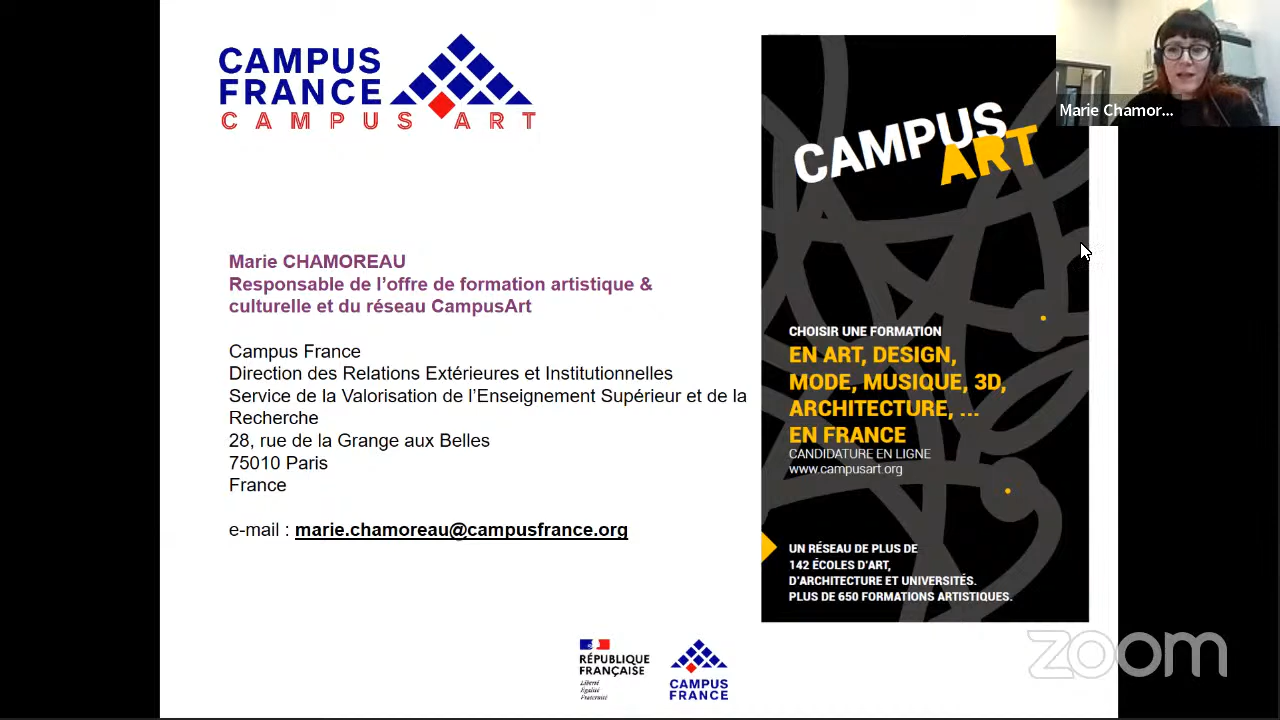 CAMPUS
FRANCE
CAMPUS ART
Marie CHAMOREAU
Responsable de l’offre de formation artistique &
culturelle et du réseau CampusArt
Campus France
Direction des Relations Extérieures et Institutionnelles
Service de la Valorisation de l’Enseignement Supérieur et de la
Recherche
28, rue de la Grange aux Belles
75010 Paris
France
e-mail : marie.chamoreau@campusfrance.org
CAMPUS
ART
CHOISIR UNE FORMATION
EN ART, DESIGN,
MODE, MUSIQUE, 3D,
ARCHITECTURE, ...
EN FRANCE
CANDIDATURE EN LIGNE
www.campusart.org
UN RÉSEAU DE PLUS DE
142 ÉCOLES D’ART,
D’ARCHITECTURE ET UNIVERSITÉS.
PLUS DE 650 FORMATIONS ARTISTIQUES.
Marie Chamor...
RÉPUBLIQUE
FRANÇAISE
Liberté
Égalité
Fraternité
CAMPUS
FRANCE
zoom